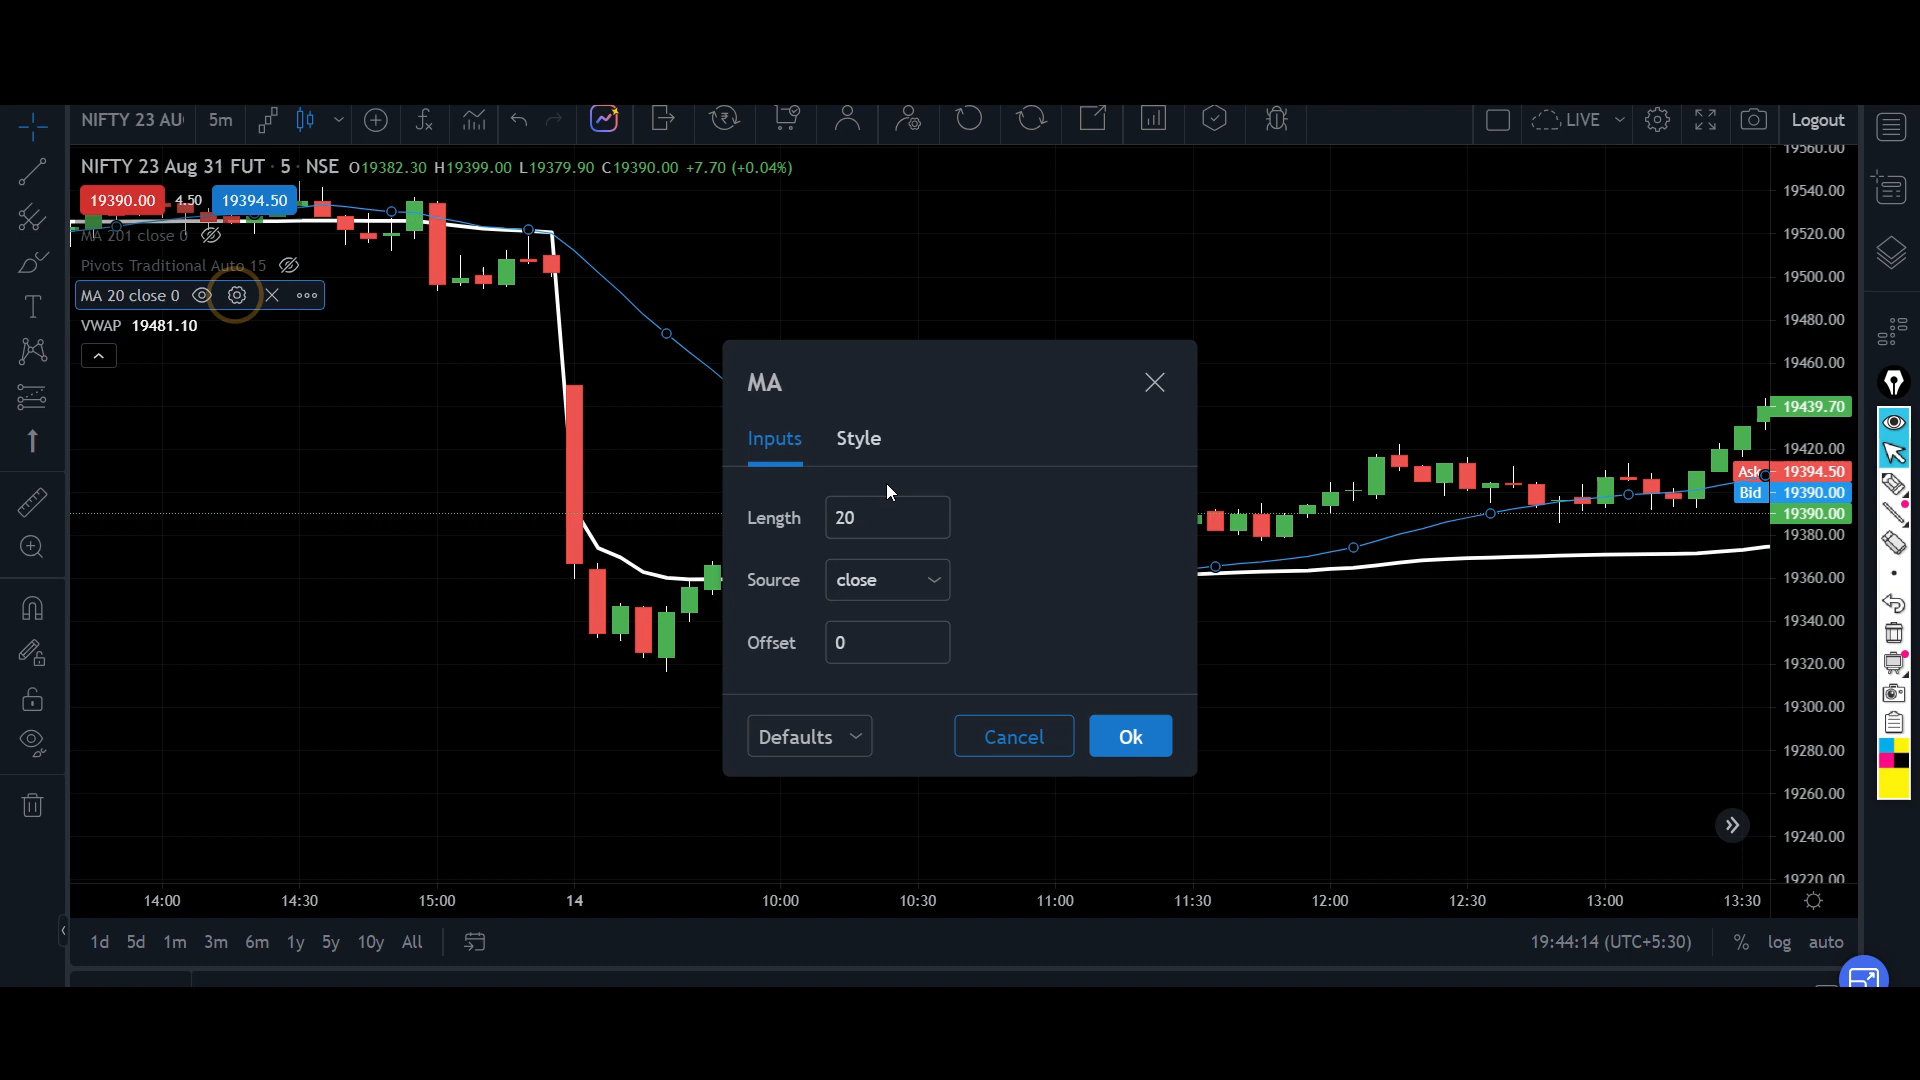 NIFTY 23 AU 5m LIVE Logout
NIFTY 23 Aug 31 FUT · 5 · NSE O19382.30 H19399.00 L19379.90 C19390.00 +7.70 (+0.04%)
19390.00 4.50 19394.50
MA 201 close 0
Pivots Traditional Auto 15
MA 20 close 0
VWAP 19481.10
MA
Inputs Style
Length 20
Source close
Offset 0
Defaults Cancel Ok
19560.00
19540.00
19520.00
19500.00
19480.00
19460.00
19439.70
19420.00
Ask 19394.50
Bid 19390.00
19390.00
19380.00
19360.00
19340.00
19320.00
19300.00
19280.00
19260.00
19240.00
19220.00
14:00 14:30 15:00 14 10:00 10:30 11:00 11:30 12:00 12:30 13:00 13:30
1d 5d 1m 3m 6m 1y 5y 10y All 19:44:14 (UTC+5:30) % log auto